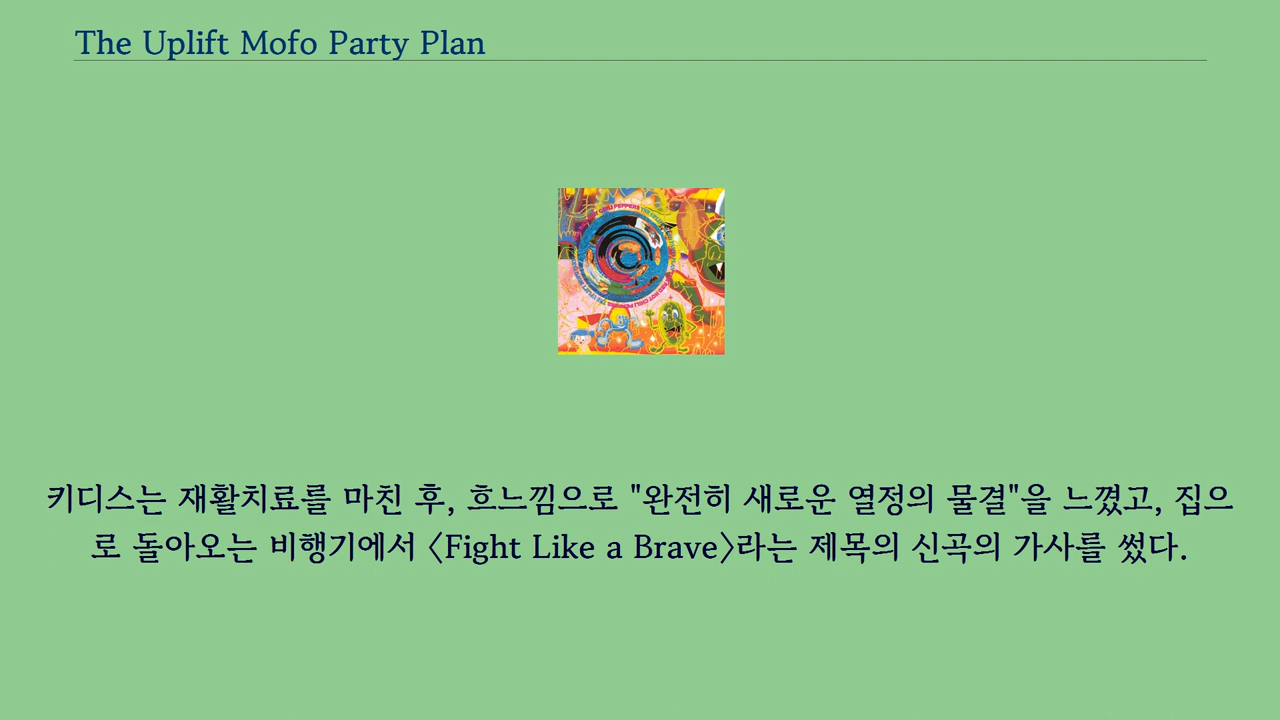 The Uplift Mofo Party Plan
키디스는 재활치료를 마친 후, 흐느낌으로 "완전히 새로운 열정의 물결"을 느꼈고, 집으
로 돌아오는 비행기에서 〈Fight Like a Brave〉라는 제목의 신곡의 가사를 썼다.